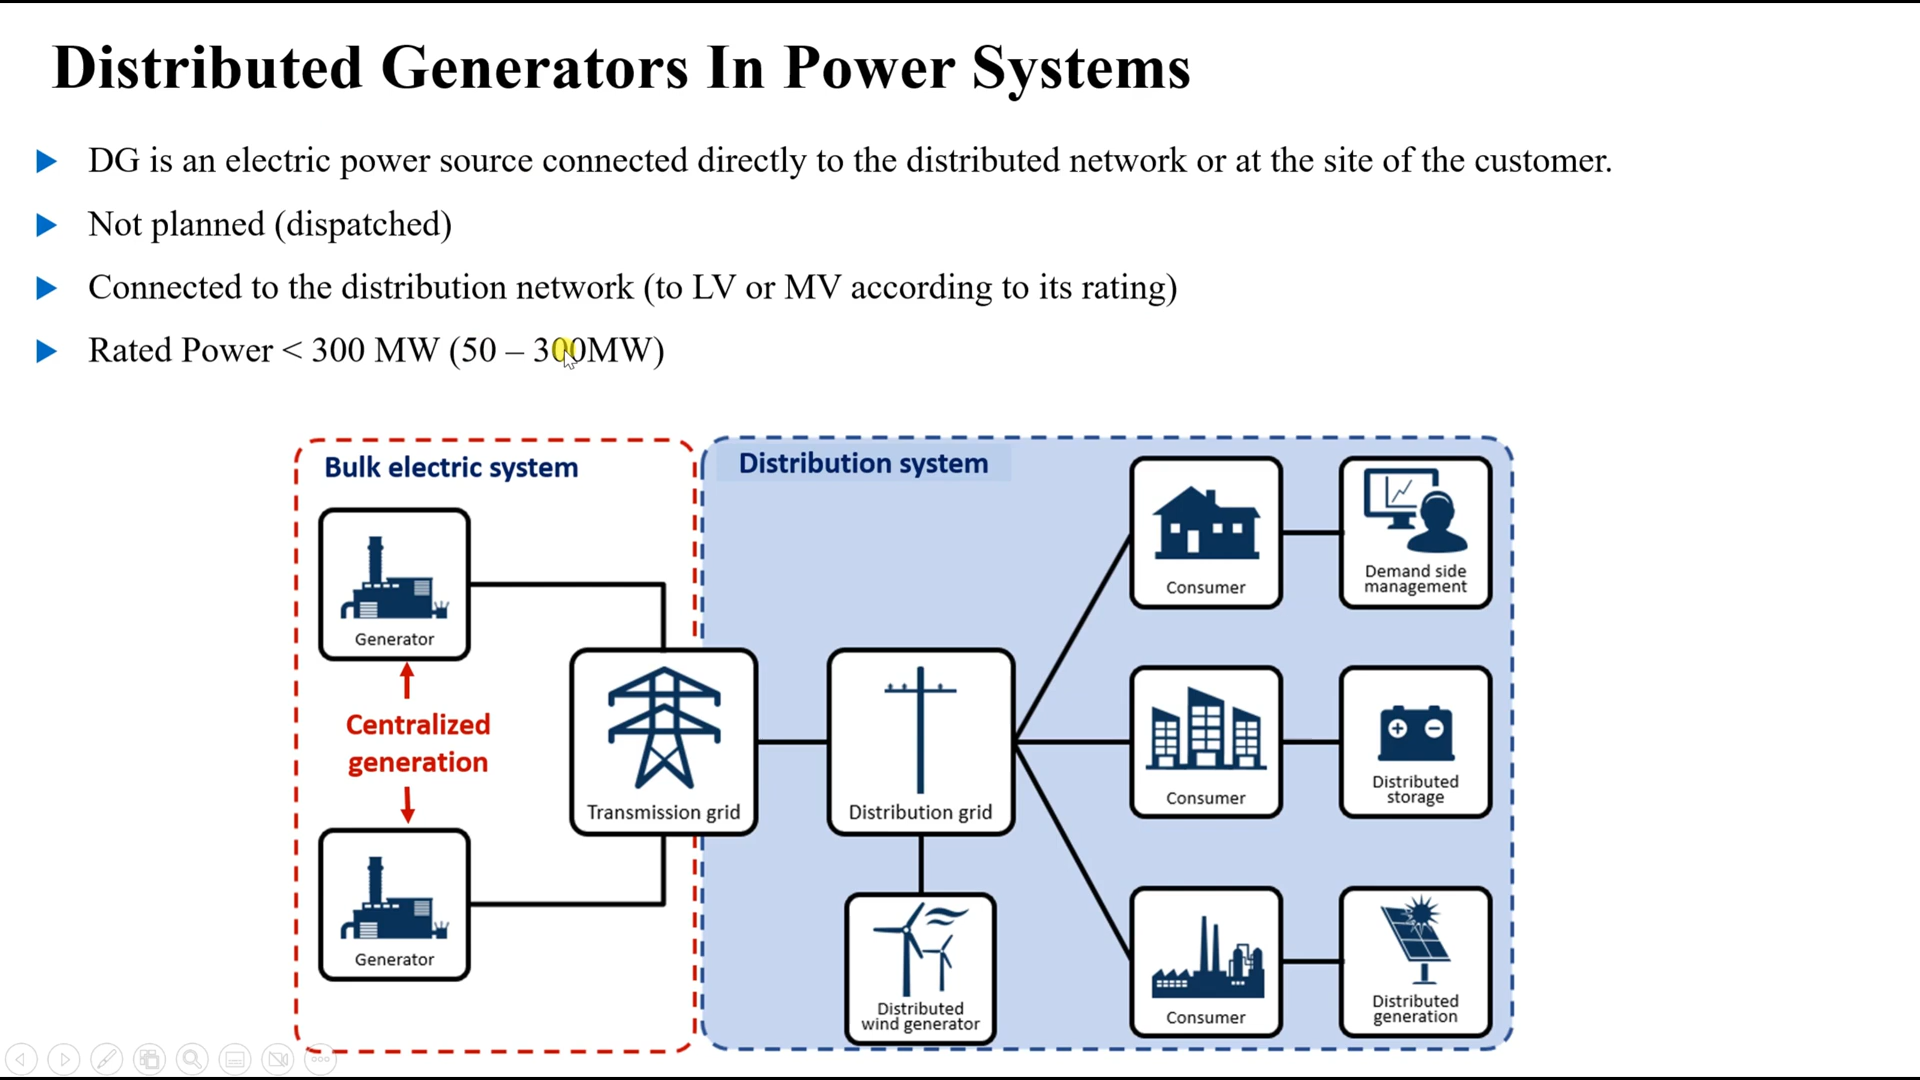 Distributed Generators In Power Systems
DG is an electric power source connected directly to the distributed network or at the site of the customer.
Not planned (dispatched)
Connected to the distribution network (to LV or MV according to its rating)
Rated Power < 300 MW (50 – 300MW)
Bulk electric system
Distribution system
Generator
Centralized
generation
Generator
Transmission grid
Distribution grid
Distributed
wind generator
Consumer
Demand side
management
Consumer
Distributed
storage
Consumer
Distributed
generation